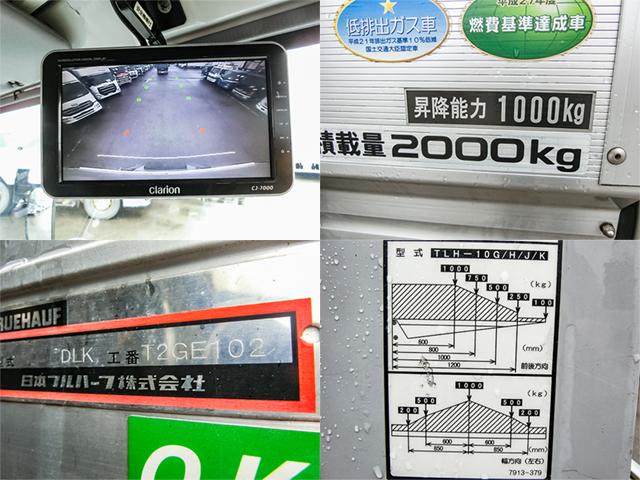 Clarion
CJ-7000
低排出ガス車
平成21年排出ガス基準10%低減
国土交通大臣認定車
平成27年度
燃費基準達成車
昇降能力 1000kg
積載量 2000kg
RUEHAUF
型式 DLK 工番 T2GE102
日本フルハーフ株式会社
OK
型式 TLH-10G/H/J/K
1000
(kg)
750
500
250
100
600
800
1000
1200
(mm)
前後方向
1000
(kg)
500
500
200
200
600
600
850
850
(mm)
幅方向(左右)
7913-379